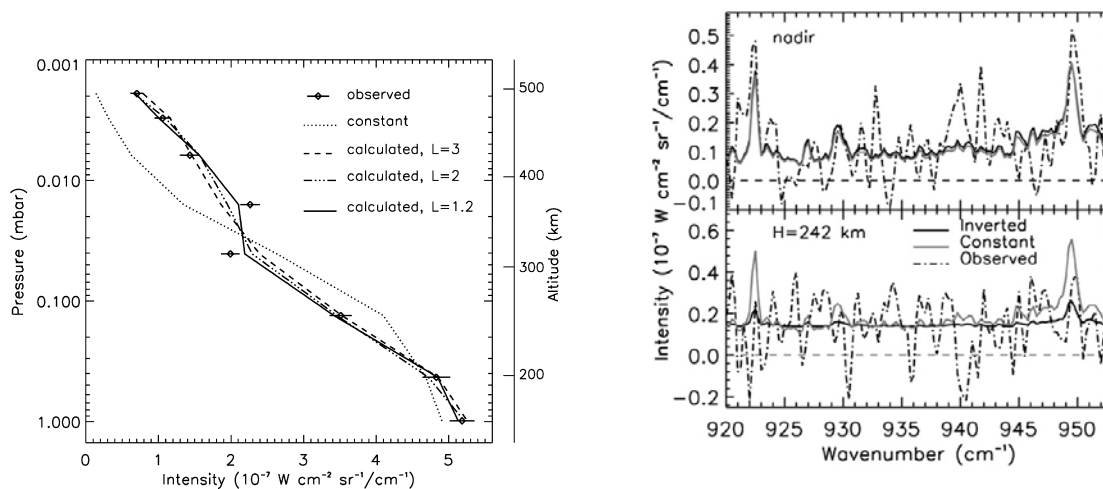 0.001
0.010
0.100
1.000
Pressure (mbar)
0
1
2
3
4
5
Intensity (10⁻⁷ W cm⁻² sr⁻¹/cm⁻¹)
500
400
300
200
Altitude (km)
observed
constant
calculated, L=3
calculated, L=2
calculated, L=1.2
nadir
0.5
0.4
0.3
0.2
0.1
0.0
-0.1
H=242 km
Inverted
Constant
Observed
0.6
0.4
0.2
0.0
-0.2
Intensity (10⁻⁷ W cm⁻² sr⁻¹/cm⁻¹)
920
925
930
935
940
945
950
Wavenumber (cm⁻¹)